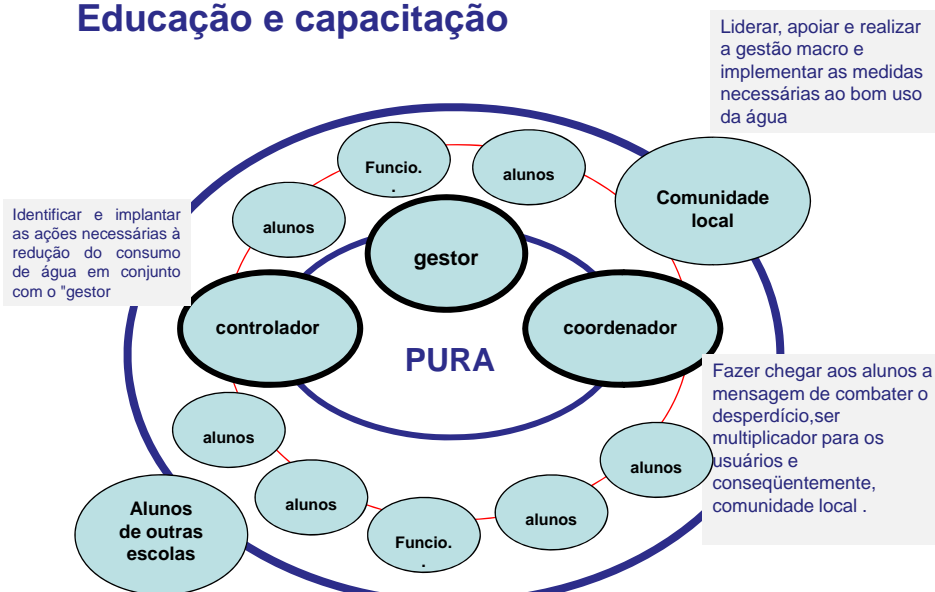 Educação e capacitação
Liderar, apoiar e realizar
a gestão macro e
implementar as medidas
necessárias ao bom uso
da água
Funcio.
.
alunos
Comunidade
local
alunos
Identificar e implantar
as ações necessárias à
redução do consumo
de água em conjunto
com o "gestor
gestor
controlador
coordenador
PURA
Fazer chegar aos alunos a
mensagem de combater o
desperdício,ser
multiplicador para os
usuários e
conseqüentemente,
comunidade local .
alunos
alunos
alunos
alunos
Funcio.
.
Alunos
de outras
escolas